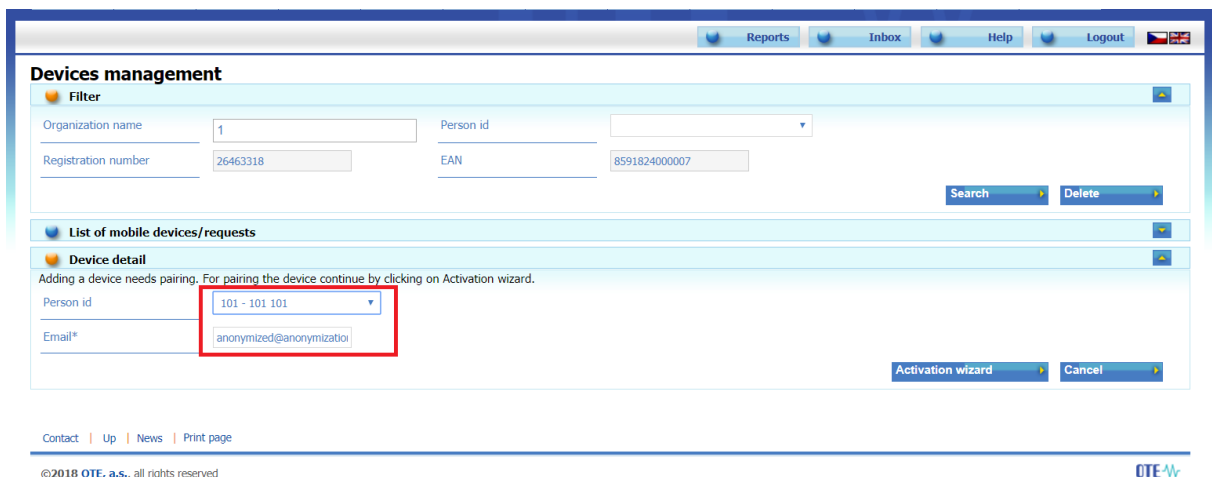 Reports Inbox Help Logout
Devices management
Filter
Organization name 1 Person id
Registration number 26463318 EAN 8591824000007
Search Delete
List of mobile devices/requests
Device detail
Adding a device needs pairing. For pairing the device continue by clicking on Activation wizard.
Person id 101 - 101 101
Email* anonymized@anonymization
Activation wizard Cancel
Contact | Up | News | Print page
©2018 OTE, a.s., all rights reserved OTE